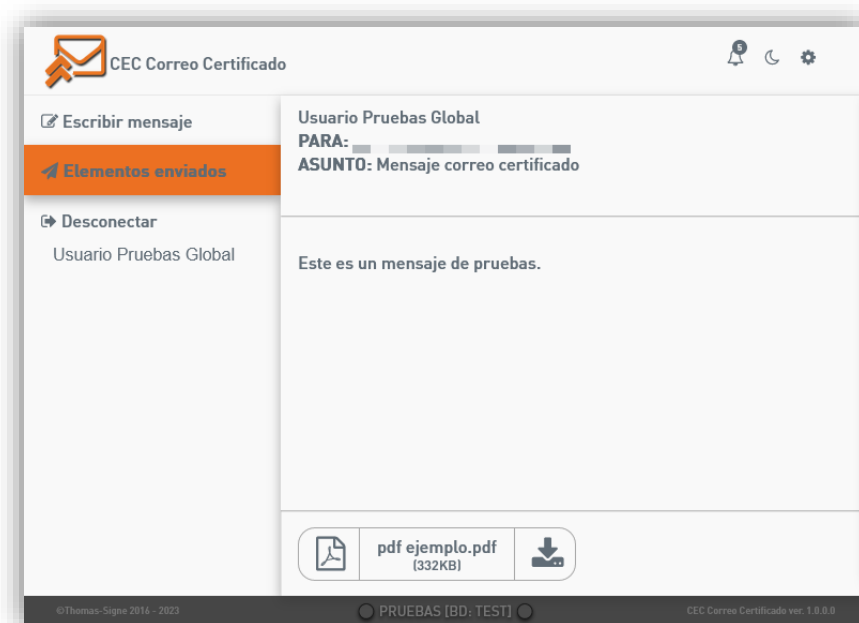 CEC Correo Certificado
5
Escribir mensaje
Elementos enviados
Desconectar
Usuario Pruebas Global
Usuario Pruebas Global
PARA:
ASUNTO: Mensaje correo certificado
Este es un mensaje de pruebas.
pdf ejemplo.pdf
(332KB)
©Thomas-Signe 2016 - 2023
PRUEBAS [BD: TEST]
CEC Correo Certificado ver. 1.0.0.0